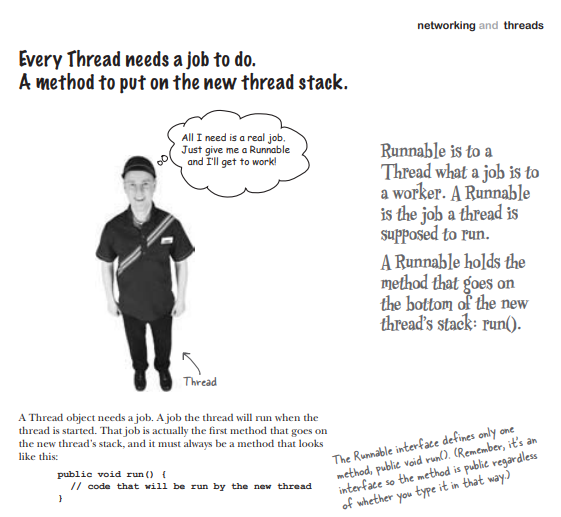 networking and threads
Every Thread needs a job to do.
A method to put on the new thread stack.
All I need is a real job.
Just give me a Runnable
and I'll get to work!
Runnable is to a
Thread what a job is to
a worker. A Runnable
is the job a thread is
supposed to run.
A Runnable holds the
method that goes on
the bottom of the new
thread's stack: run().
Thread
A Thread object needs a job. A job the thread will run when the
thread is started. That job is actually the first method that goes on
the new thread's stack, and it must always be a method that looks
like this:
public void run() {
// code that will be run by the new thread
}
The Runnable interface defines only one
method, public void run(). (Remember, it's an
interface so the method is public regardless
of whether you type it in that way.)